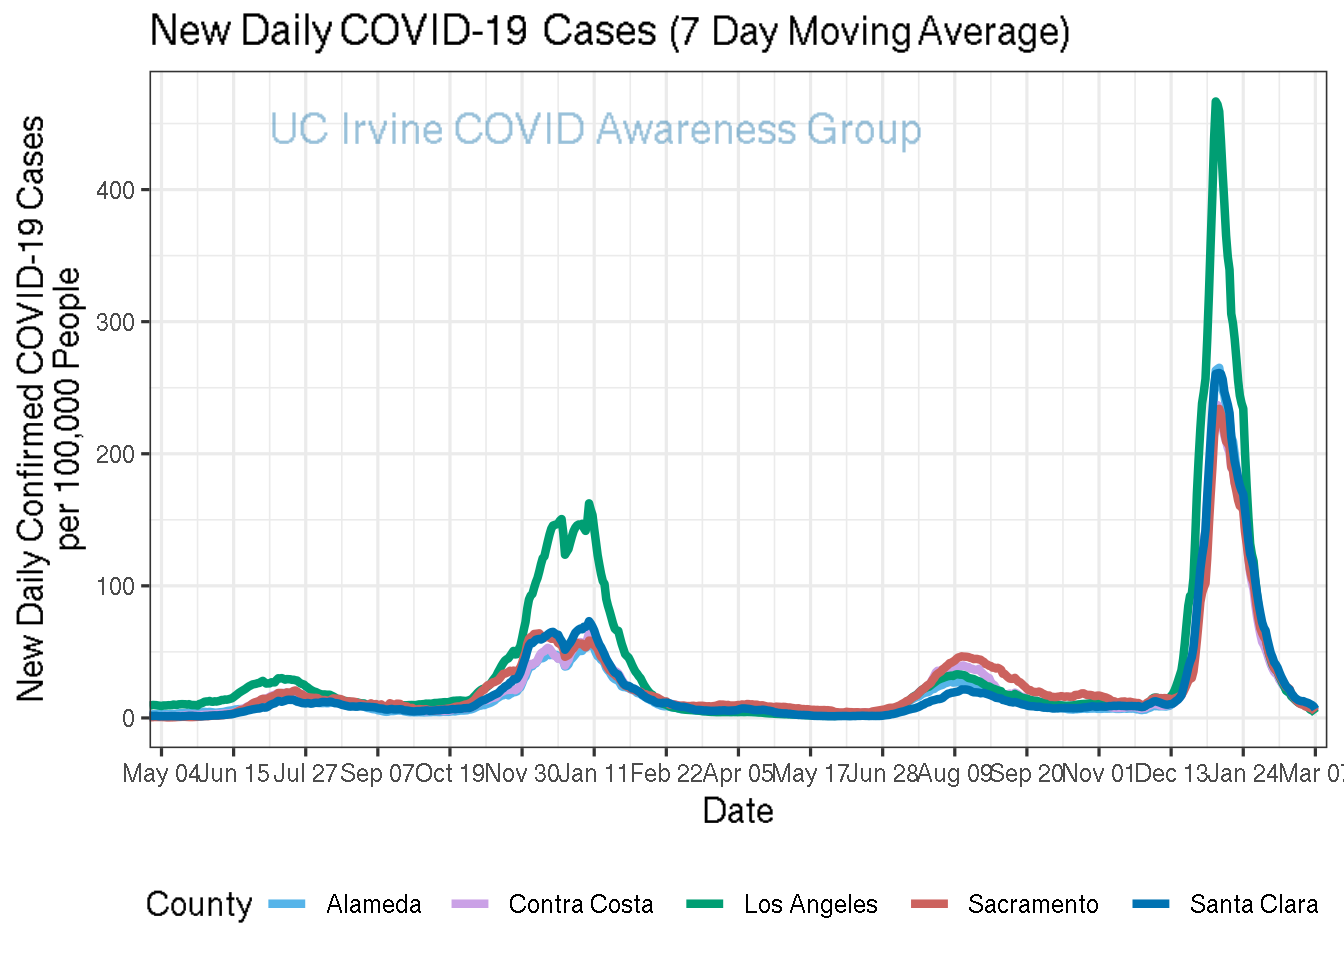 New Daily COVID-19 Cases (7 Day Moving Average)
UC Irvine COVID Awareness Group
New Daily Confirmed COVID-19 Cases
per 100,000 People
400
300
200
100
0
May 04 Jun 15 Jul 27 Sep 07 Oct 19 Nov 30 Jan 11 Feb 22 Apr 05 May 17 Jun 28 Aug 09 Sep 20 Nov 01 Dec 13 Jan 24 Mar 07
Date
County Alameda Contra Costa Los Angeles Sacramento Santa Clara